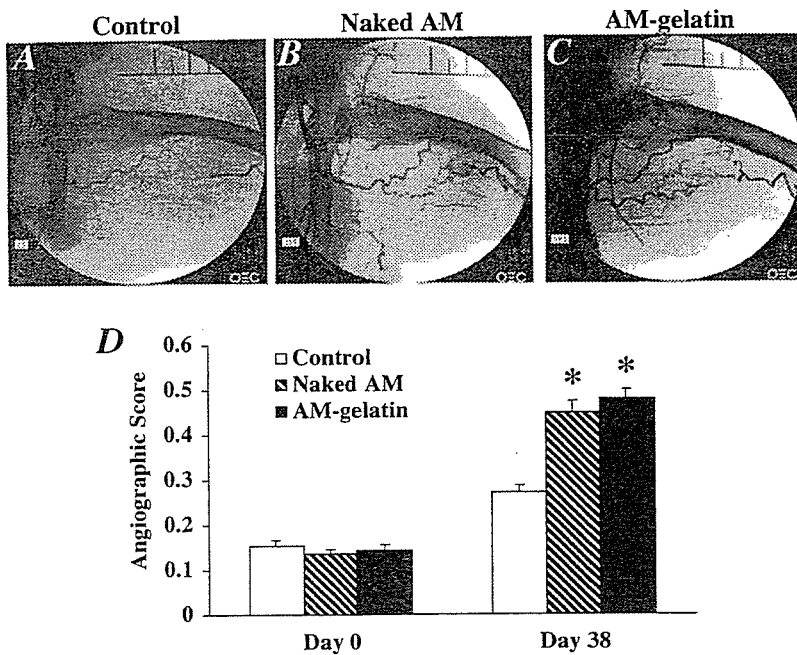 Control
Naked AM
AM-gelatin
A
B
C
OEC
OEC
OEC
D
0.6
0.5
0.4
0.3
0.2
0.1
0
Angiographic Score
Control
Naked AM
AM-gelatin
*
*
Day 0
Day 38